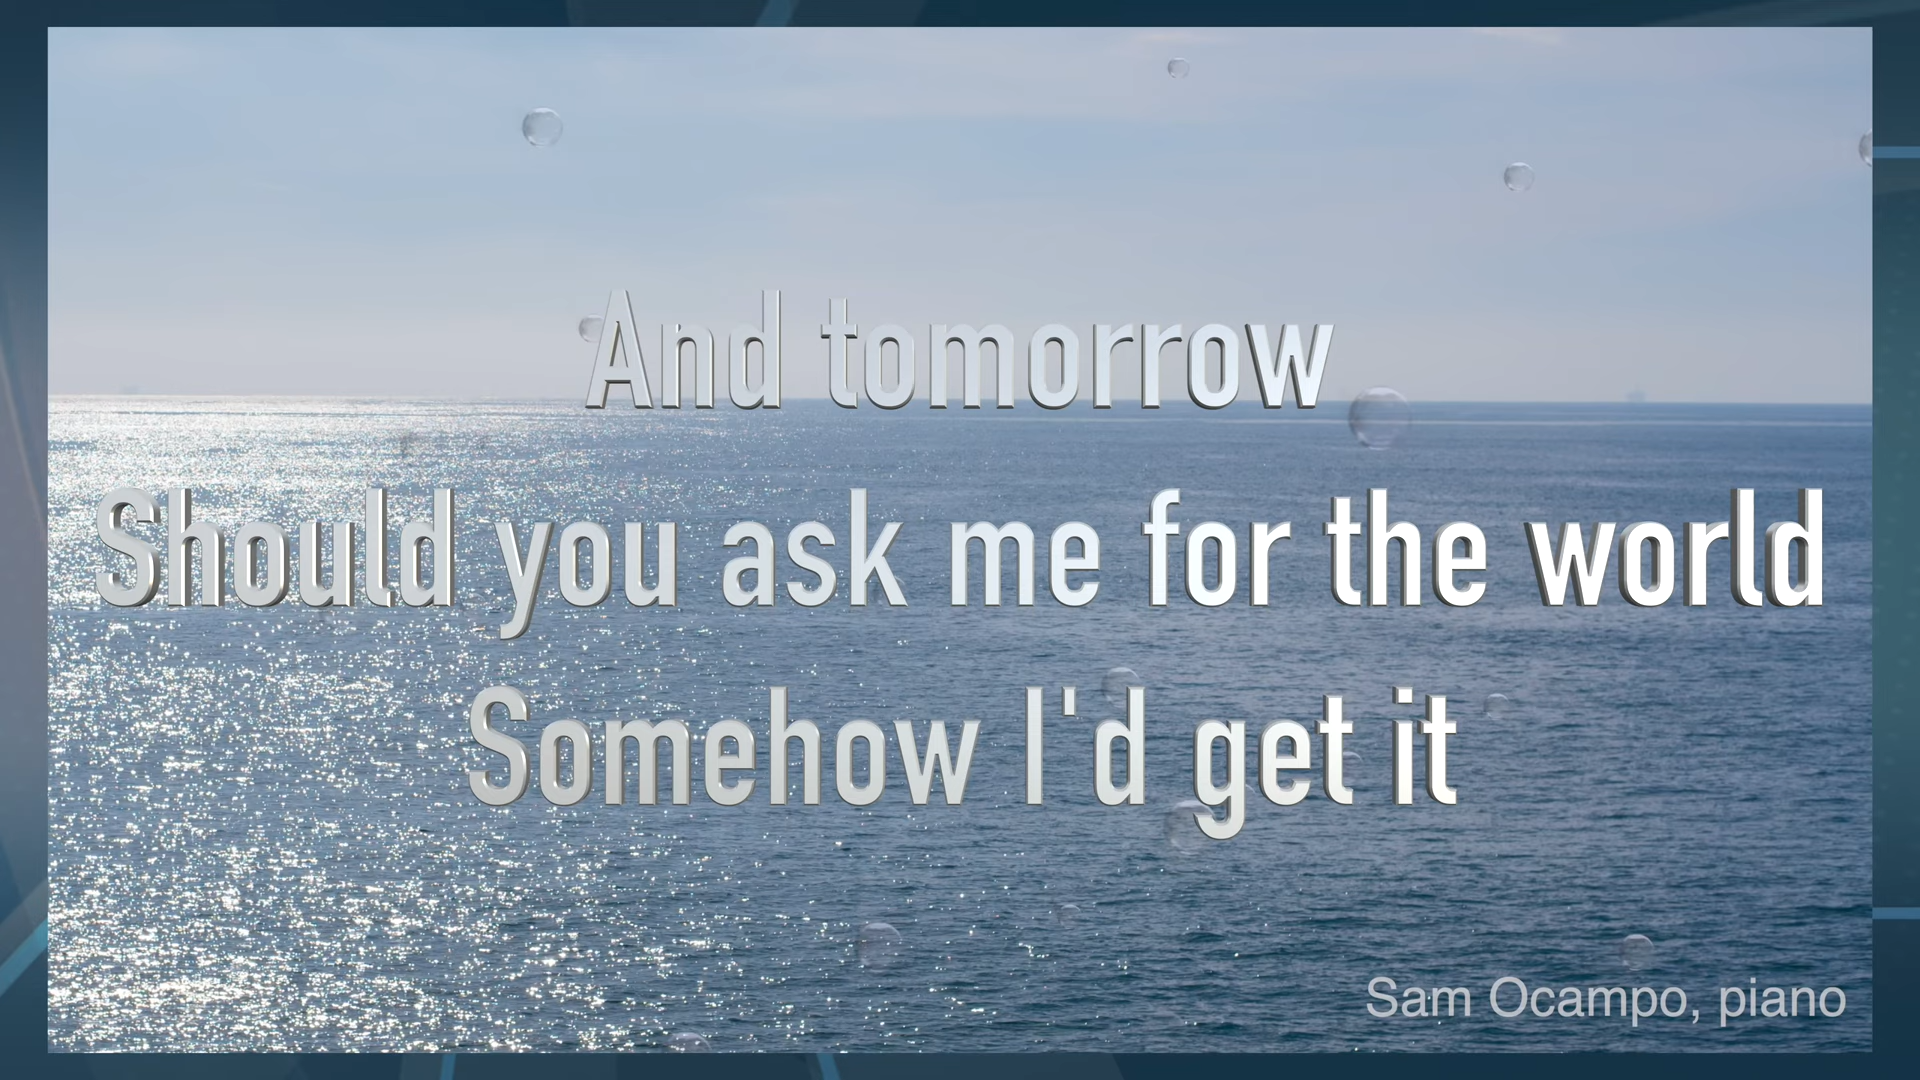 And tomorrow
Should you ask me for the world
Somehow I'd get it
Sam Ocampo, piano